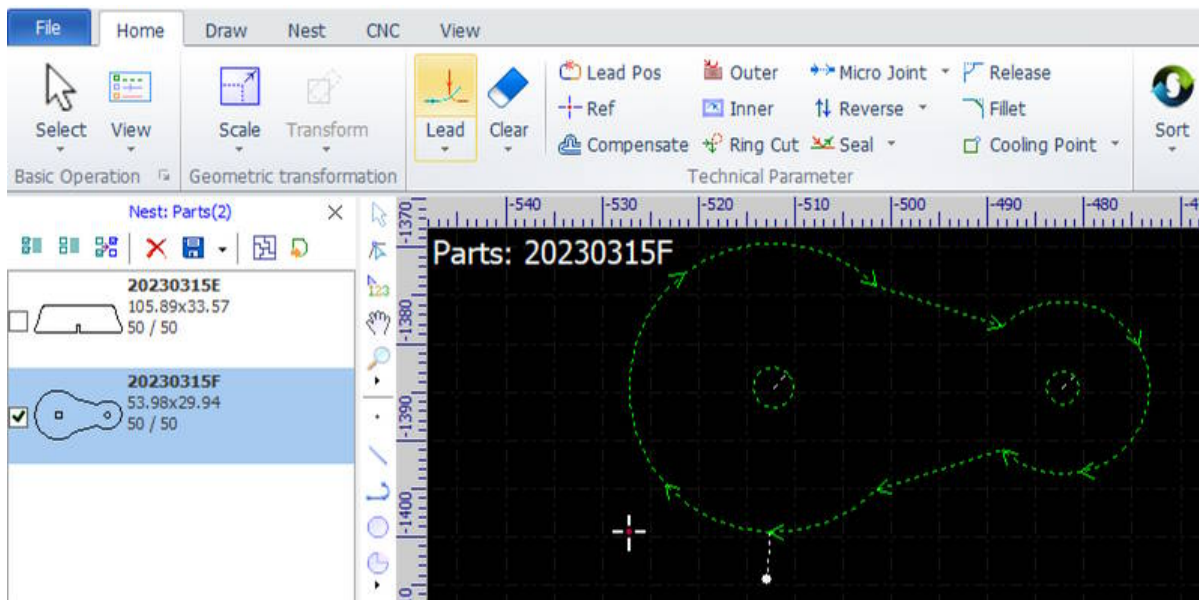 File Home Draw Nest CNC View
Lead Pos Outer Micro Joint Release
Ref Inner Reverse Fillet
Select View Scale Transform Lead Clear Sort
Compensate Ring Cut Seal Cooling Point
Basic Operation Geometric transformation Technical Parameter
Nest: Parts(2)
-540 -530 -520 -510 -500 -490 -480 -4
-1370
Parts: 20230315F
20230315E
105.89x33.57
50 / 50
123
-1380
20230315F
53.98x29.94
50 / 50
-1390
-1400
0